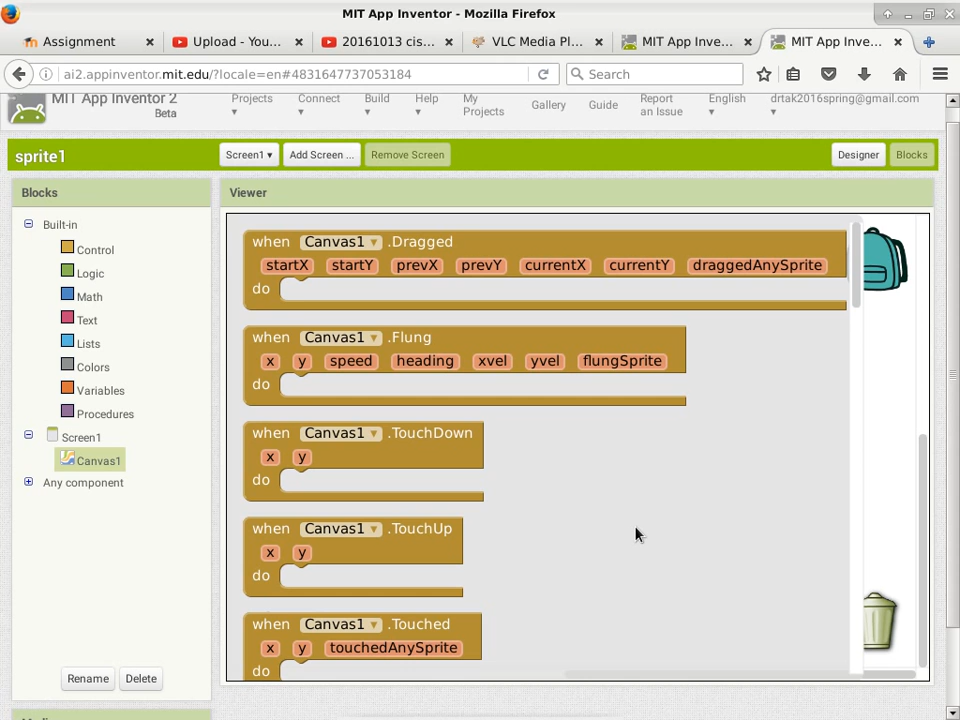 MIT App Inventor - Mozilla Firefox
Assignment
Upload - You...
20161013 cis...
VLC Media Pl...
MIT App Inve...
MIT App Inve...
ai2.appinventor.mit.edu/?locale=en#4831647737053184
Search
MIT App Inventor 2
Beta
Projects
Connect
Build
Help
My
Projects
Gallery
Guide
Report
an Issue
English
drtak2016spring@gmail.com
sprite1
Screen1
Add Screen ...
Remove Screen
Designer
Blocks
Blocks
Viewer
Built-in
Control
Logic
Math
Text
Lists
Colors
Variables
Procedures
Screen1
Canvas1
Any component
Rename
Delete
when Canvas1 .Dragged
startX startY prevX prevY currentX currentY draggedAnySprite
do
when Canvas1 .Flung
x y speed heading xvel yvel flungSprite
do
when Canvas1 .TouchDown
x y
do
when Canvas1 .TouchUp
x y
do
when Canvas1 .Touched
x y touchedAnySprite
do